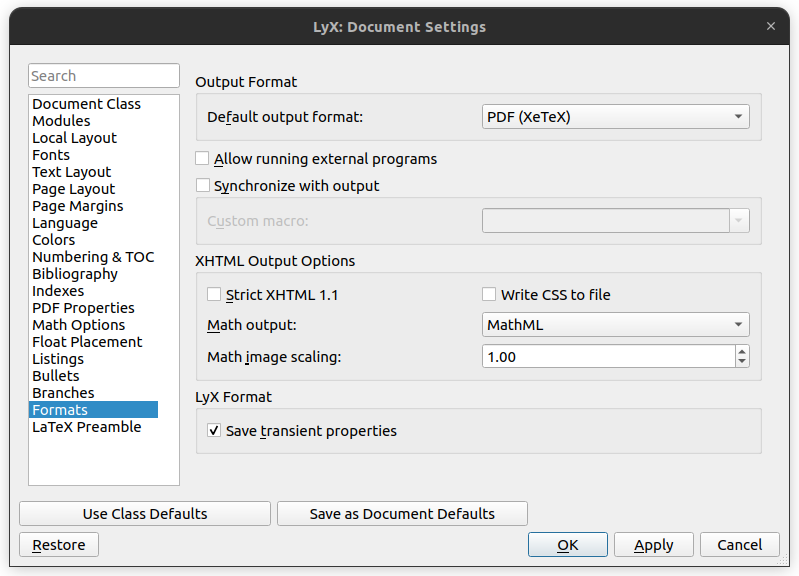 LyX: Document Settings
Search
Document Class
Modules
Local Layout
Fonts
Text Layout
Page Layout
Page Margins
Language
Colors
Numbering & TOC
Bibliography
Indexes
PDF Properties
Math Options
Float Placement
Listings
Bullets
Branches
Formats
LaTeX Preamble
Output Format
Default output format: PDF (XeTeX)
Allow running external programs
Synchronize with output
Custom macro:
XHTML Output Options
Strict XHTML 1.1 Write CSS to file
Math output: MathML
Math image scaling: 1.00
LyX Format
Save transient properties
Use Class Defaults Save as Document Defaults
Restore OK Apply Cancel